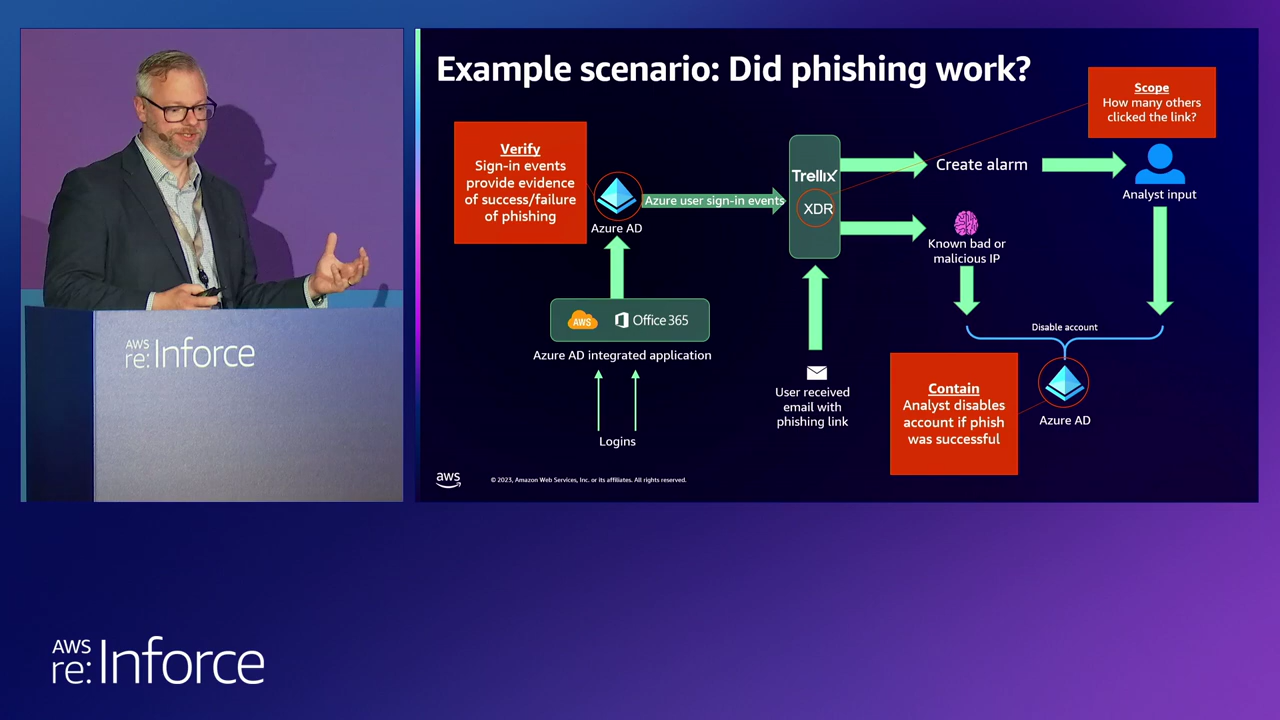 AWS
re:Inforce
Example scenario: Did phishing work?
Verify
Sign-in events
provide evidence
of success/failure
of phishing
Azure AD
Azure user sign-in events
Trellix
XDR
Create alarm
Scope
How many others
clicked the link?
Analyst input
Known bad or
malicious IP
AWS
Office 365
Azure AD integrated application
Logins
User received
email with
phishing link
Disable account
Contain
Analyst disables
account if phish
was successful
Azure AD
aws
© 2023, Amazon Web Services, Inc. or its affiliates. All rights reserved.
AWS
re:Inforce